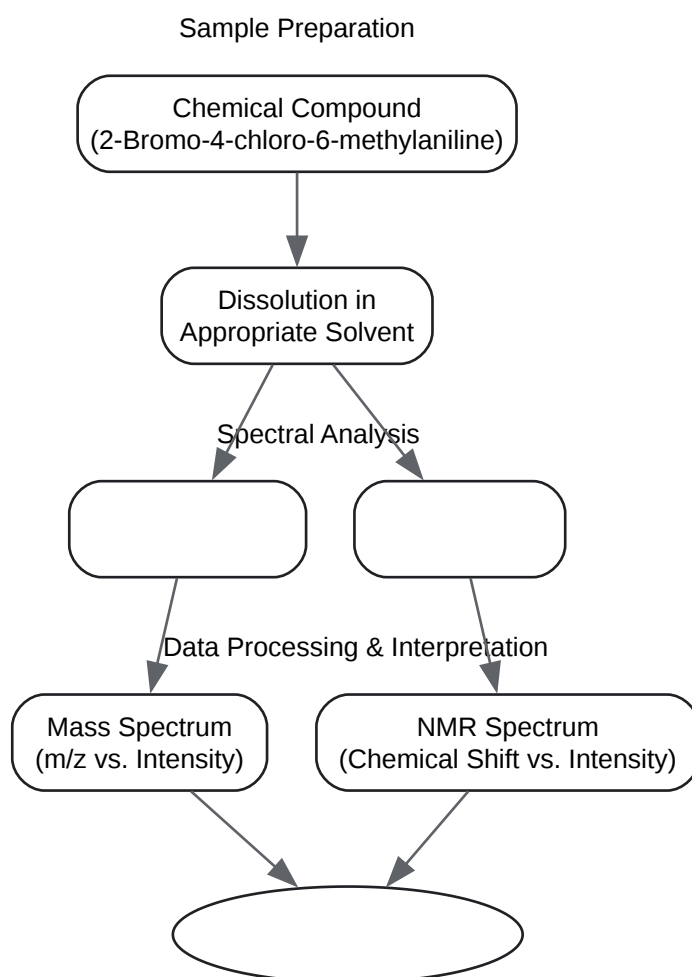 Sample Preparation
Chemical Compound
(2-Bromo-4-chloro-6-methylaniline)
Dissolution in
Appropriate Solvent
Spectral Analysis
Data Processing & Interpretation
Mass Spectrum
(m/z vs. Intensity)
NMR Spectrum
(Chemical Shift vs. Intensity)